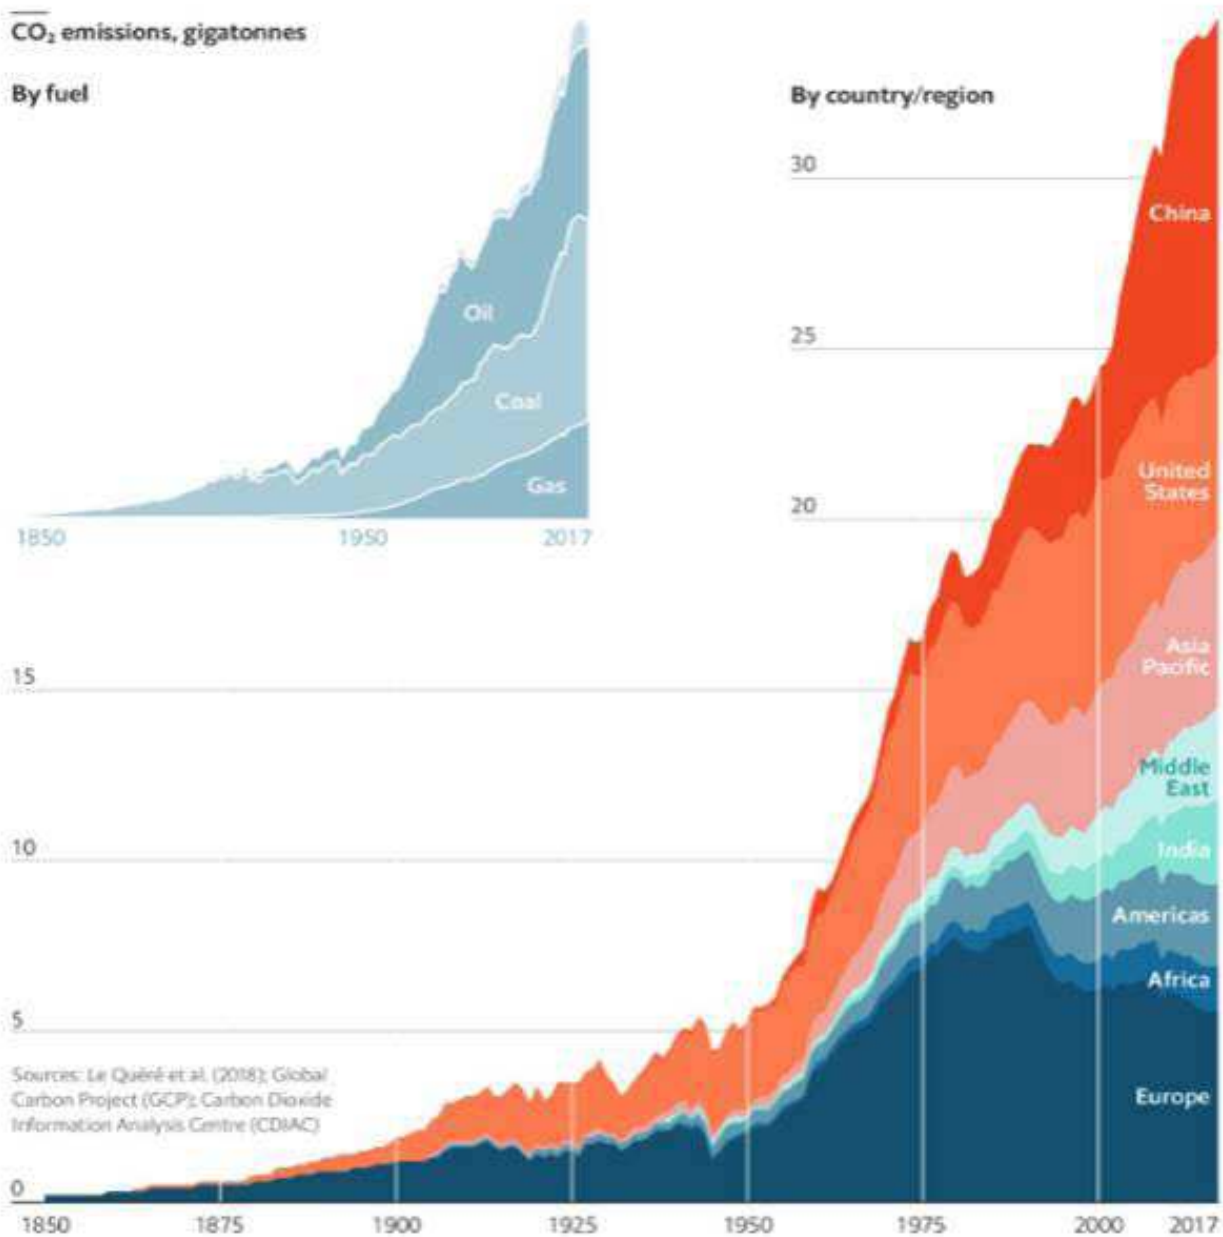 CO₂ emissions, gigatonnes
By fuel
Oil
Coal
Gas
1850 1950 2017
By country/region
30
25
20
15
10
5
0
China
United
States
Asia
Pacific
Middle
East
India
Americas
Africa
Europe
Sources: Le Quéré et al. (2018); Global
Carbon Project (GCP); Carbon Dioxide
Information Analysis Centre (CDIAC)
1850 1875 1900 1925 1950 1975 2000 2017